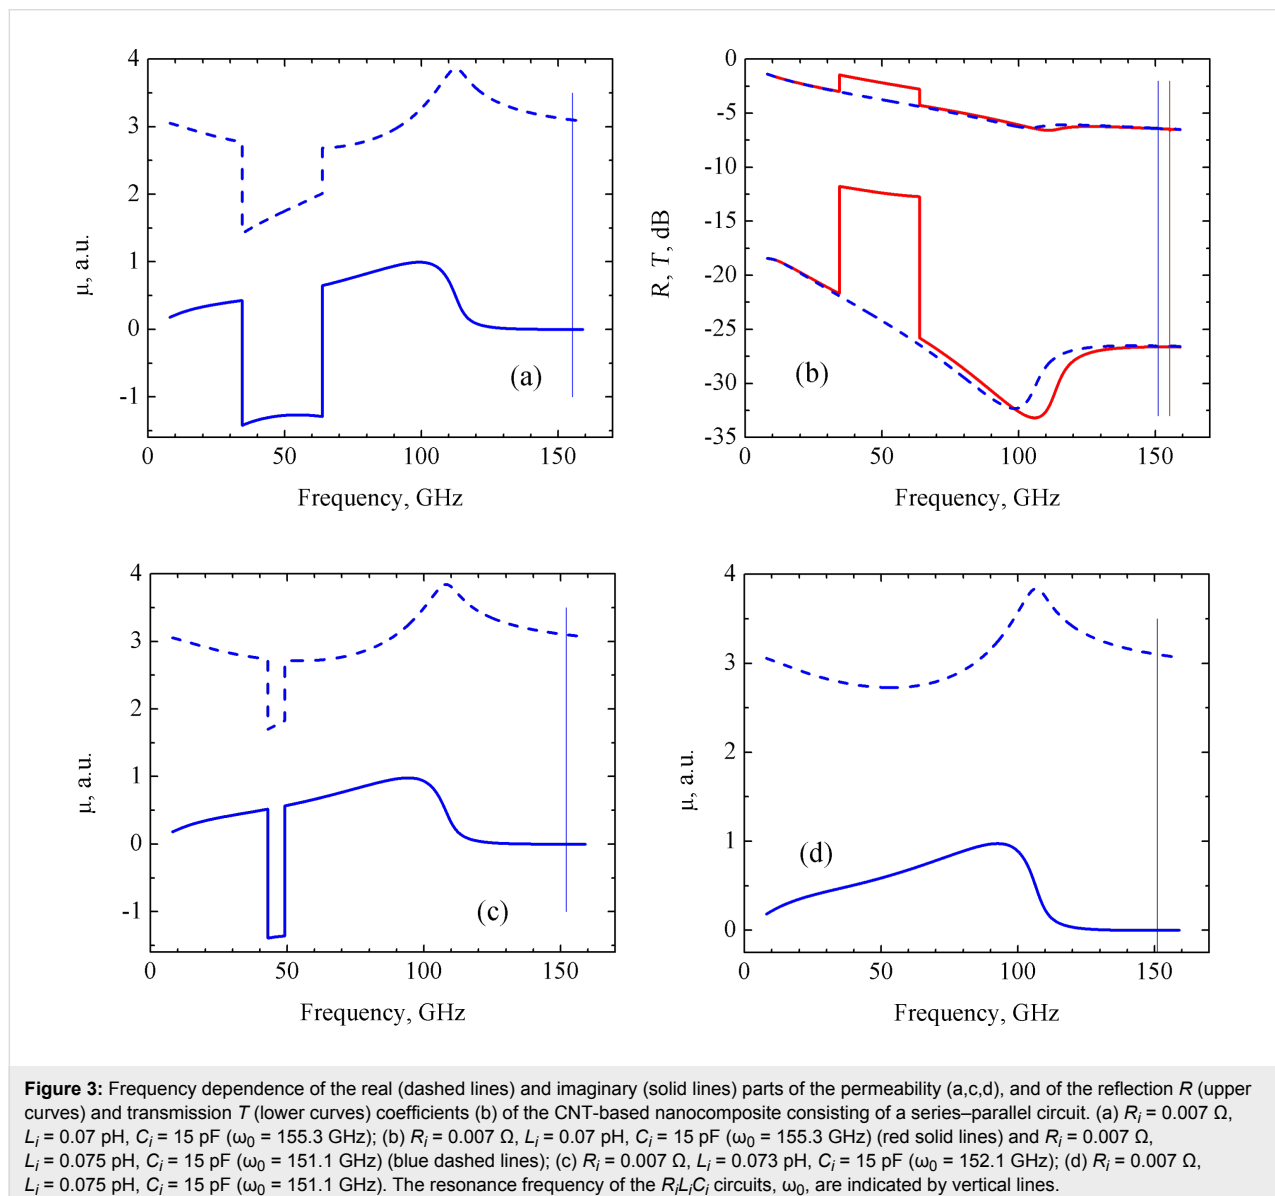 4
3
2
1
0
-1
μ, a.u.
(a)
0 50 100 150
Frequency, GHz
0
-5
-10
-15
-20
-25
-30
-35
R, T, dB
(b)
0 50 100 150
Frequency, GHz
4
3
2
1
0
-1
μ, a.u.
(c)
0 50 100 150
Frequency, GHz
4
3
2
1
0
μ, a.u.
(d)
0 50 100 150
Frequency, GHz
Figure 3: Frequency dependence of the real (dashed lines) and imaginary (solid lines) parts of the permeability (a,c,d), and of the reflection R (upper
curves) and transmission T (lower curves) coefficients (b) of the CNT-based nanocomposite consisting of a series–parallel circuit. (a) Rᵢ = 0.007 Ω,
Lᵢ = 0.07 pH, Cᵢ = 15 pF (ω₀ = 155.3 GHz); (b) Rᵢ = 0.007 Ω, Lᵢ = 0.07 pH, Cᵢ = 15 pF (ω₀ = 155.3 GHz) (red solid lines) and Rᵢ = 0.007 Ω,
Lᵢ = 0.075 pH, Cᵢ = 15 pF (ω₀ = 151.1 GHz) (blue dashed lines); (c) Rᵢ = 0.007 Ω, Lᵢ = 0.073 pH, Cᵢ = 15 pF (ω₀ = 152.1 GHz); (d) Rᵢ = 0.007 Ω,
Lᵢ = 0.075 pH, Cᵢ = 15 pF (ω₀ = 151.1 GHz). The resonance frequency of the RᵢLᵢCᵢ circuits, ω₀, are indicated by vertical lines.